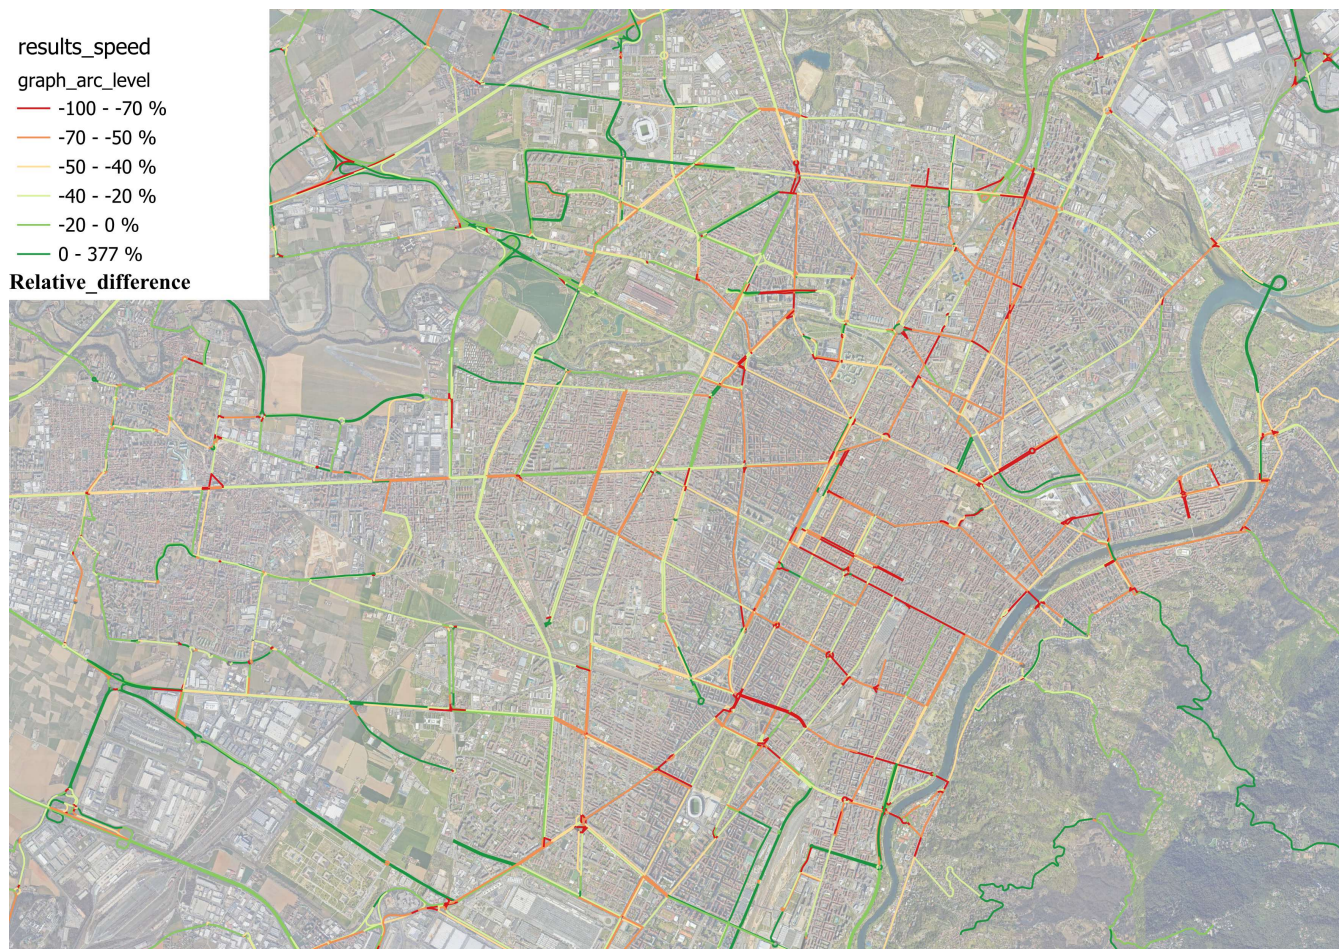 results_speed
graph_arc_level
-100 - -70 %
-70 - -50 %
-50 - -40 %
-40 - -20 %
-20 - 0 %
0 - 377 %
Relative_difference